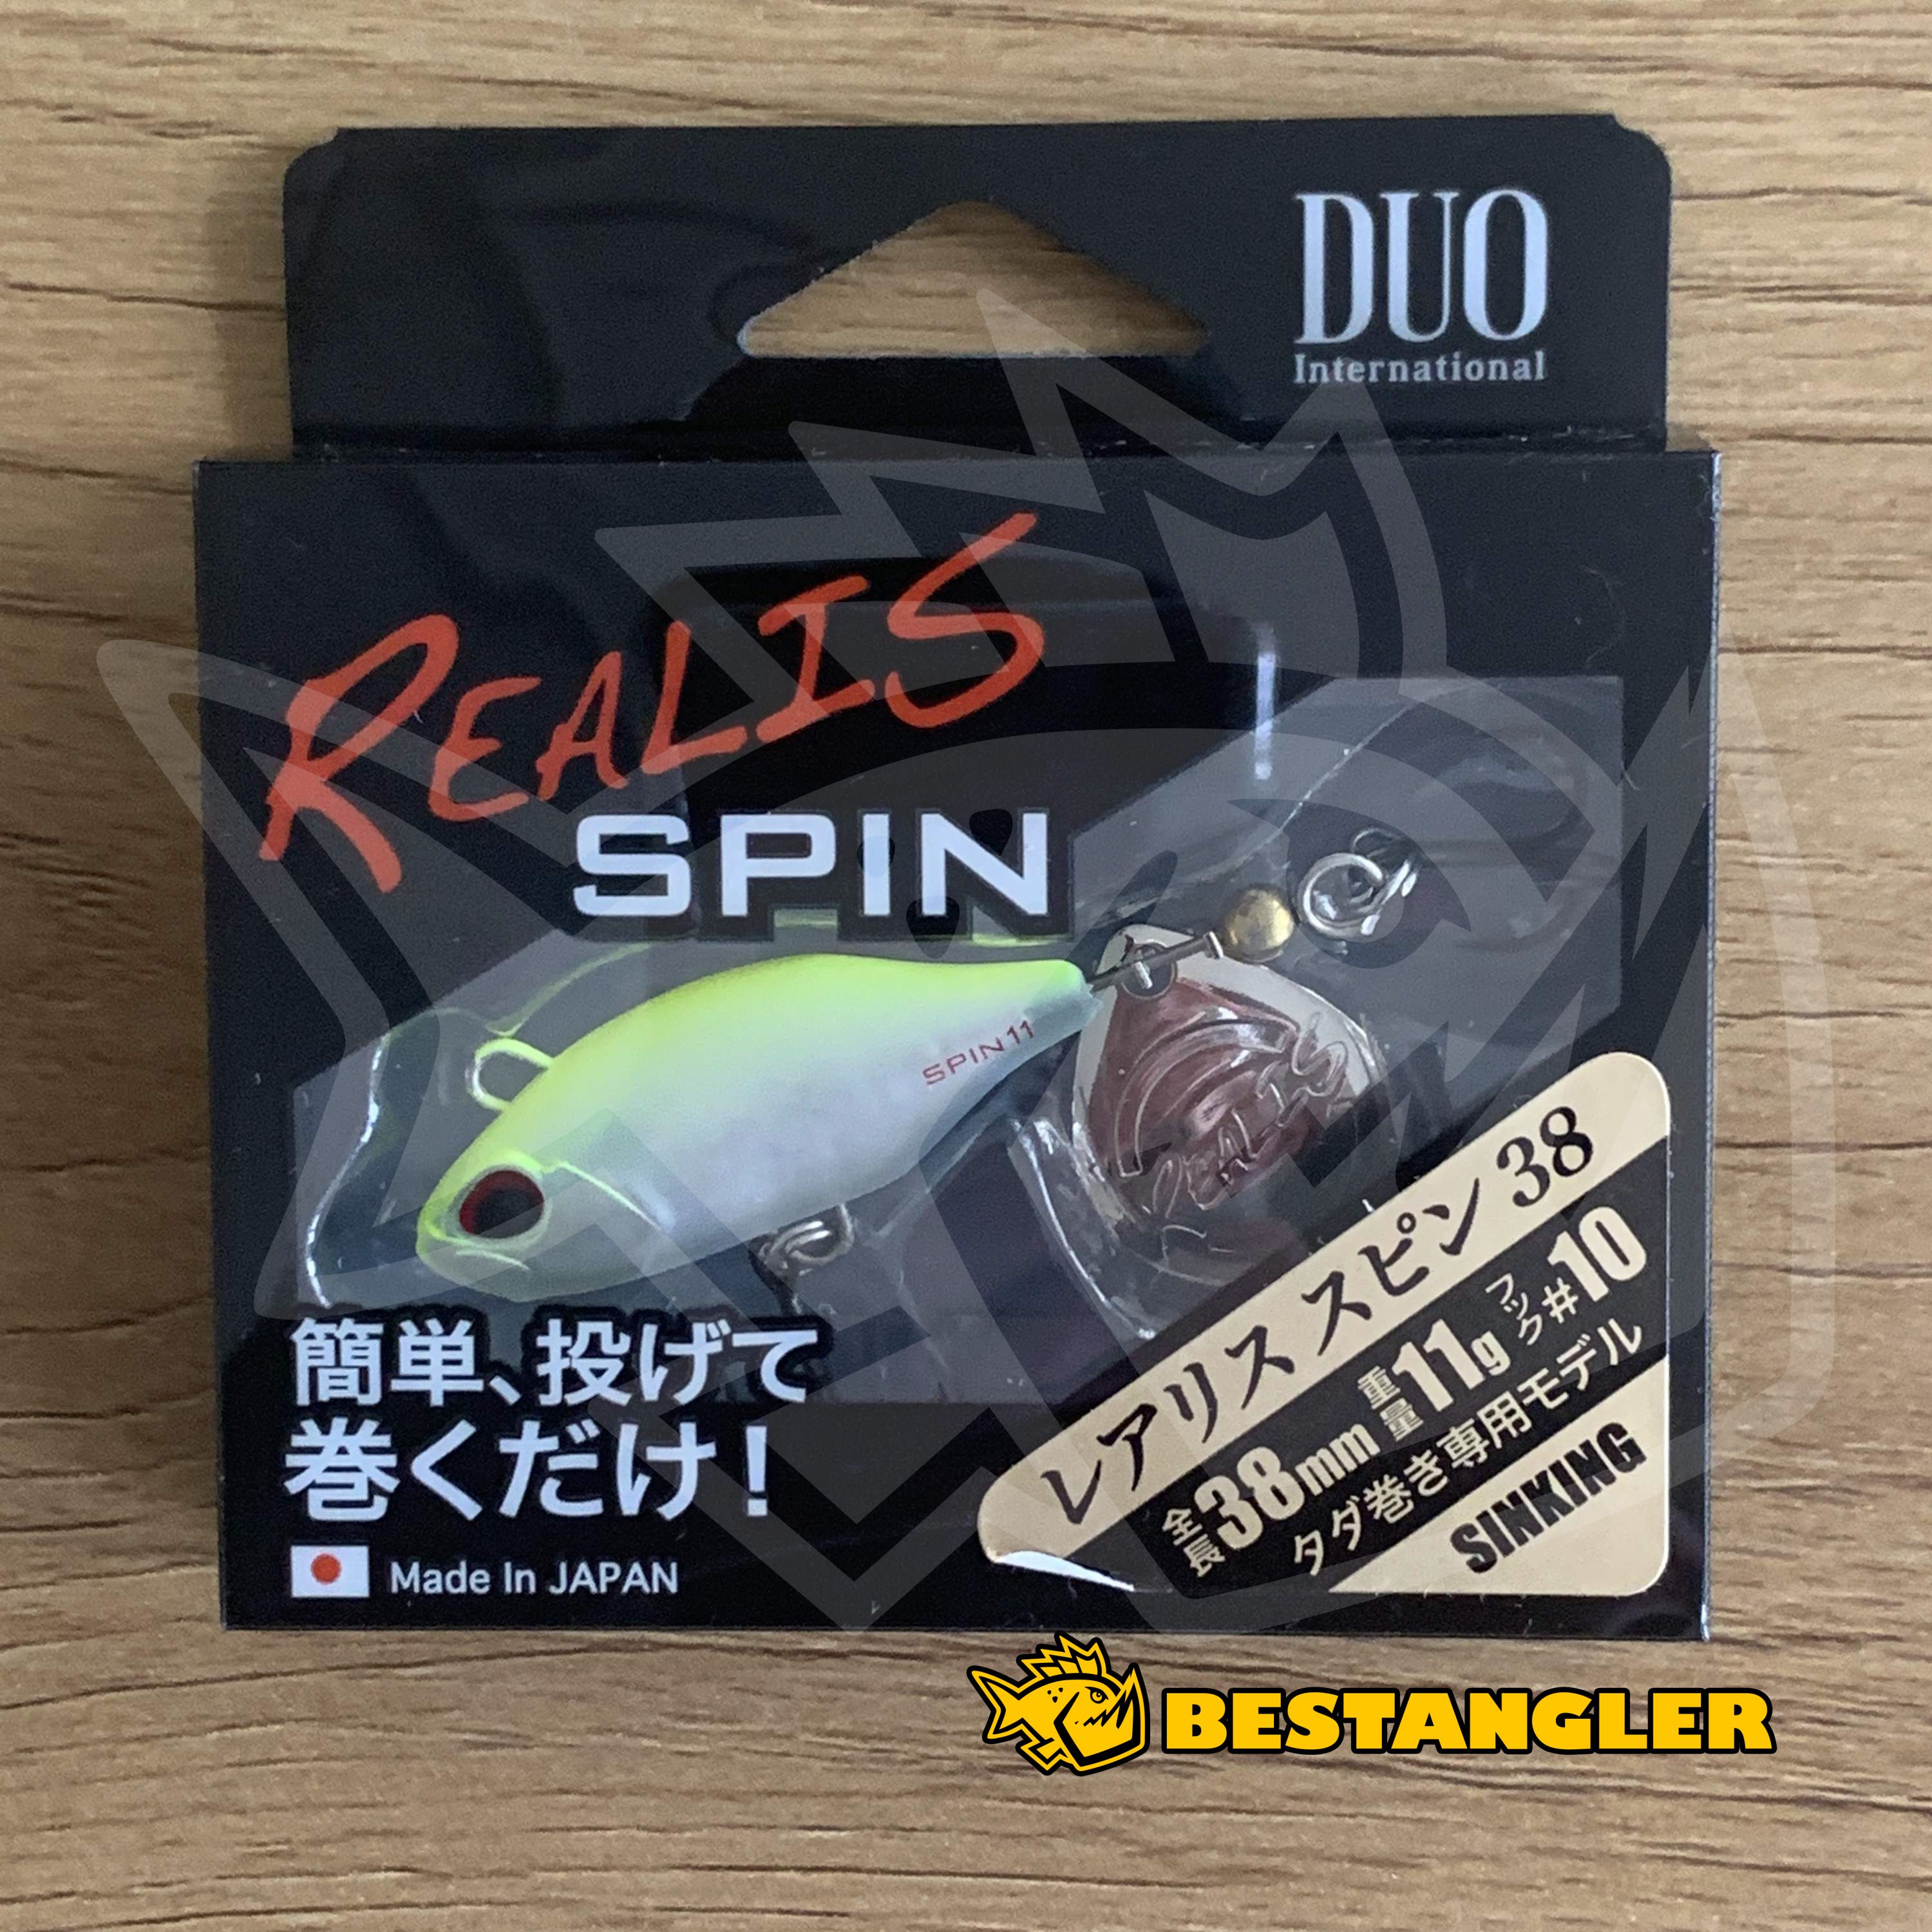 DUO
International
REALIS
SPIN
SPIN11
REALIS
簡単、投げて
巻くだけ!
Made In JAPAN
レアリス スピン 38
全長38mm 重量11g フック#10
タダ巻き専用モデル
SINKING
BESTANGLER